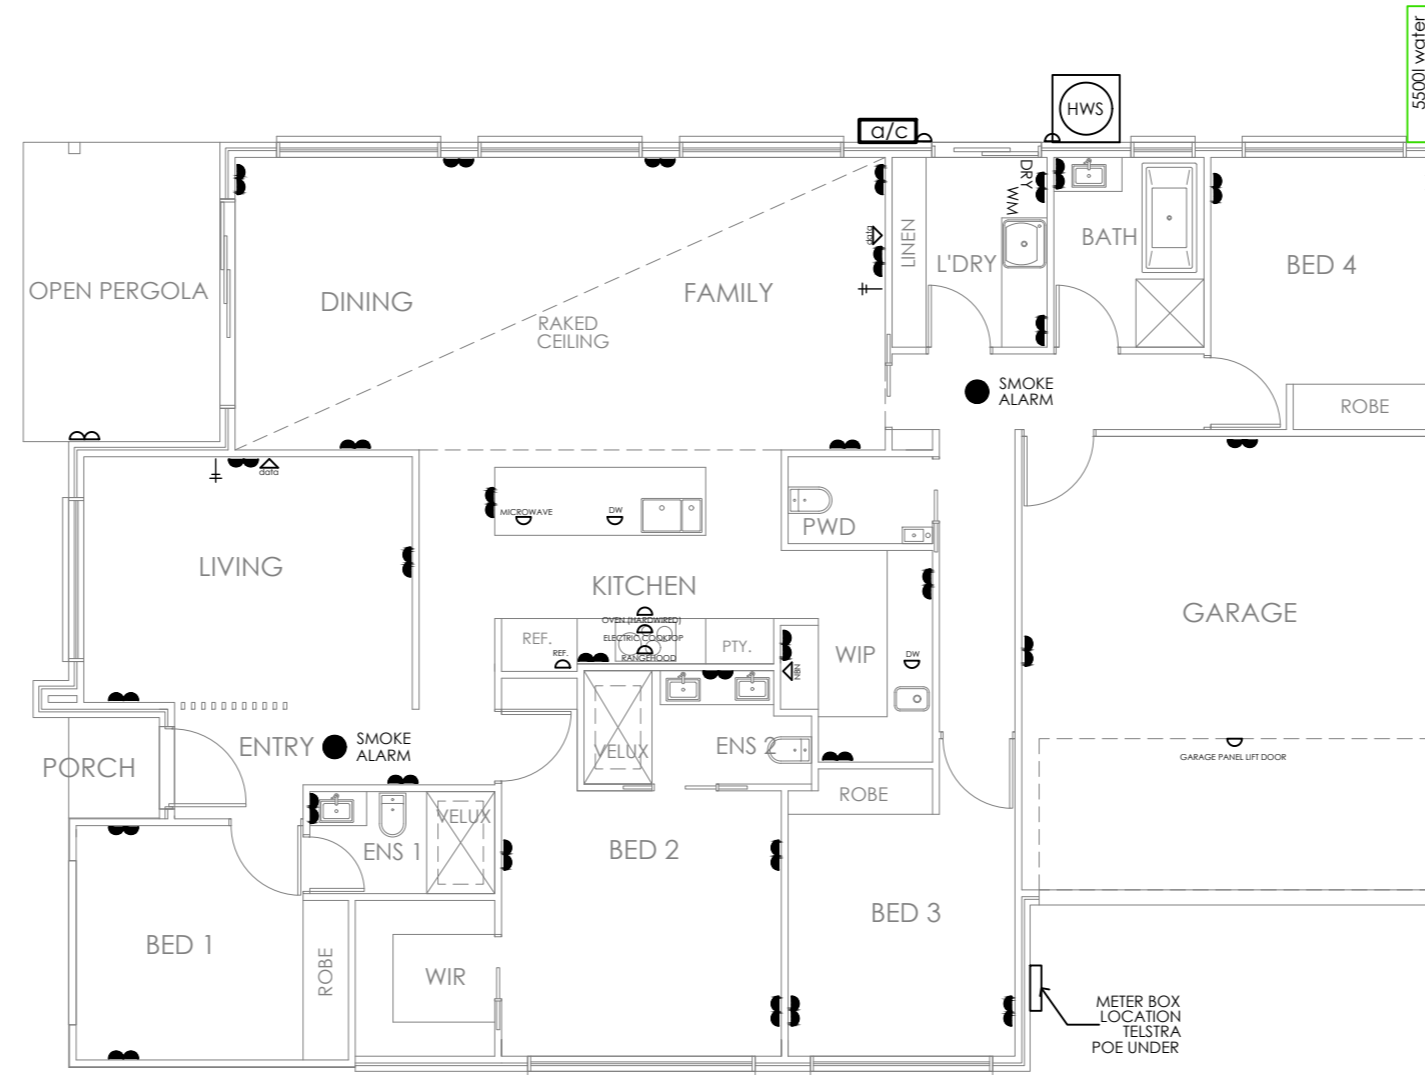 5500l water
HWS
a/c
DRY
WM
LINEN
L'DRY
BATH
BED 4
OPEN PERGOLA
DINING
FAMILY
data
RAKED
CEILING
SMOKE
ALARM
ROBE
data
LIVING
MICROWAVE
DW
PWD
KITCHEN
GARAGE
REF.
REF.
OVEN (HARDWIRED)
ELECTRIC COOKTOP
RANGEHOOD
PTY.
NBN
WIP
DW
ENTRY
SMOKE
ALARM
PORCH
VELUX
ENS 2
GARAGE PANEL LIFT DOOR
ROBE
VELUX
ENS 1
BED 2
BED 3
BED 1
ROBE
WIR
METER BOX
LOCATION
TELSTRA
POE UNDER